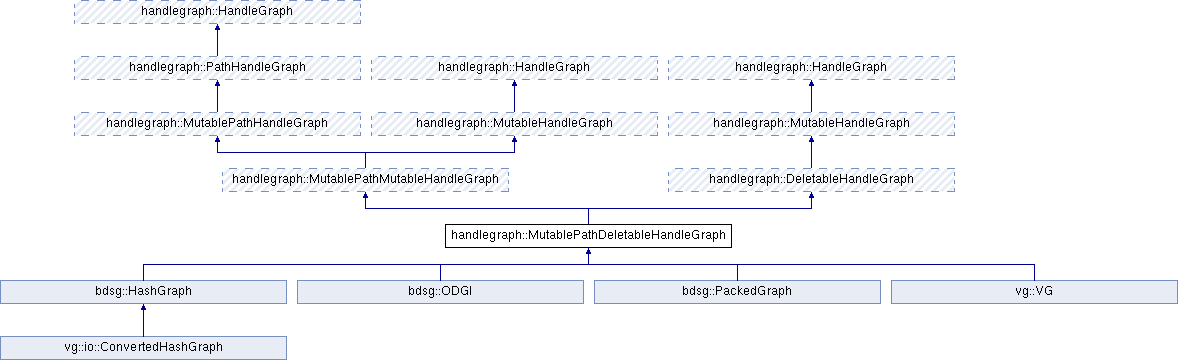 handlegraph::HandleGraph
handlegraph::PathHandleGraph
handlegraph::HandleGraph
handlegraph::HandleGraph
handlegraph::MutablePathHandleGraph
handlegraph::MutableHandleGraph
handlegraph::MutableHandleGraph
handlegraph::MutablePathMutableHandleGraph
handlegraph::DeletableHandleGraph
handlegraph::MutablePathDeletableHandleGraph
bdsg::HashGraph
bdsg::ODGI
bdsg::PackedGraph
vg::VG
vg::io::ConvertedHashGraph